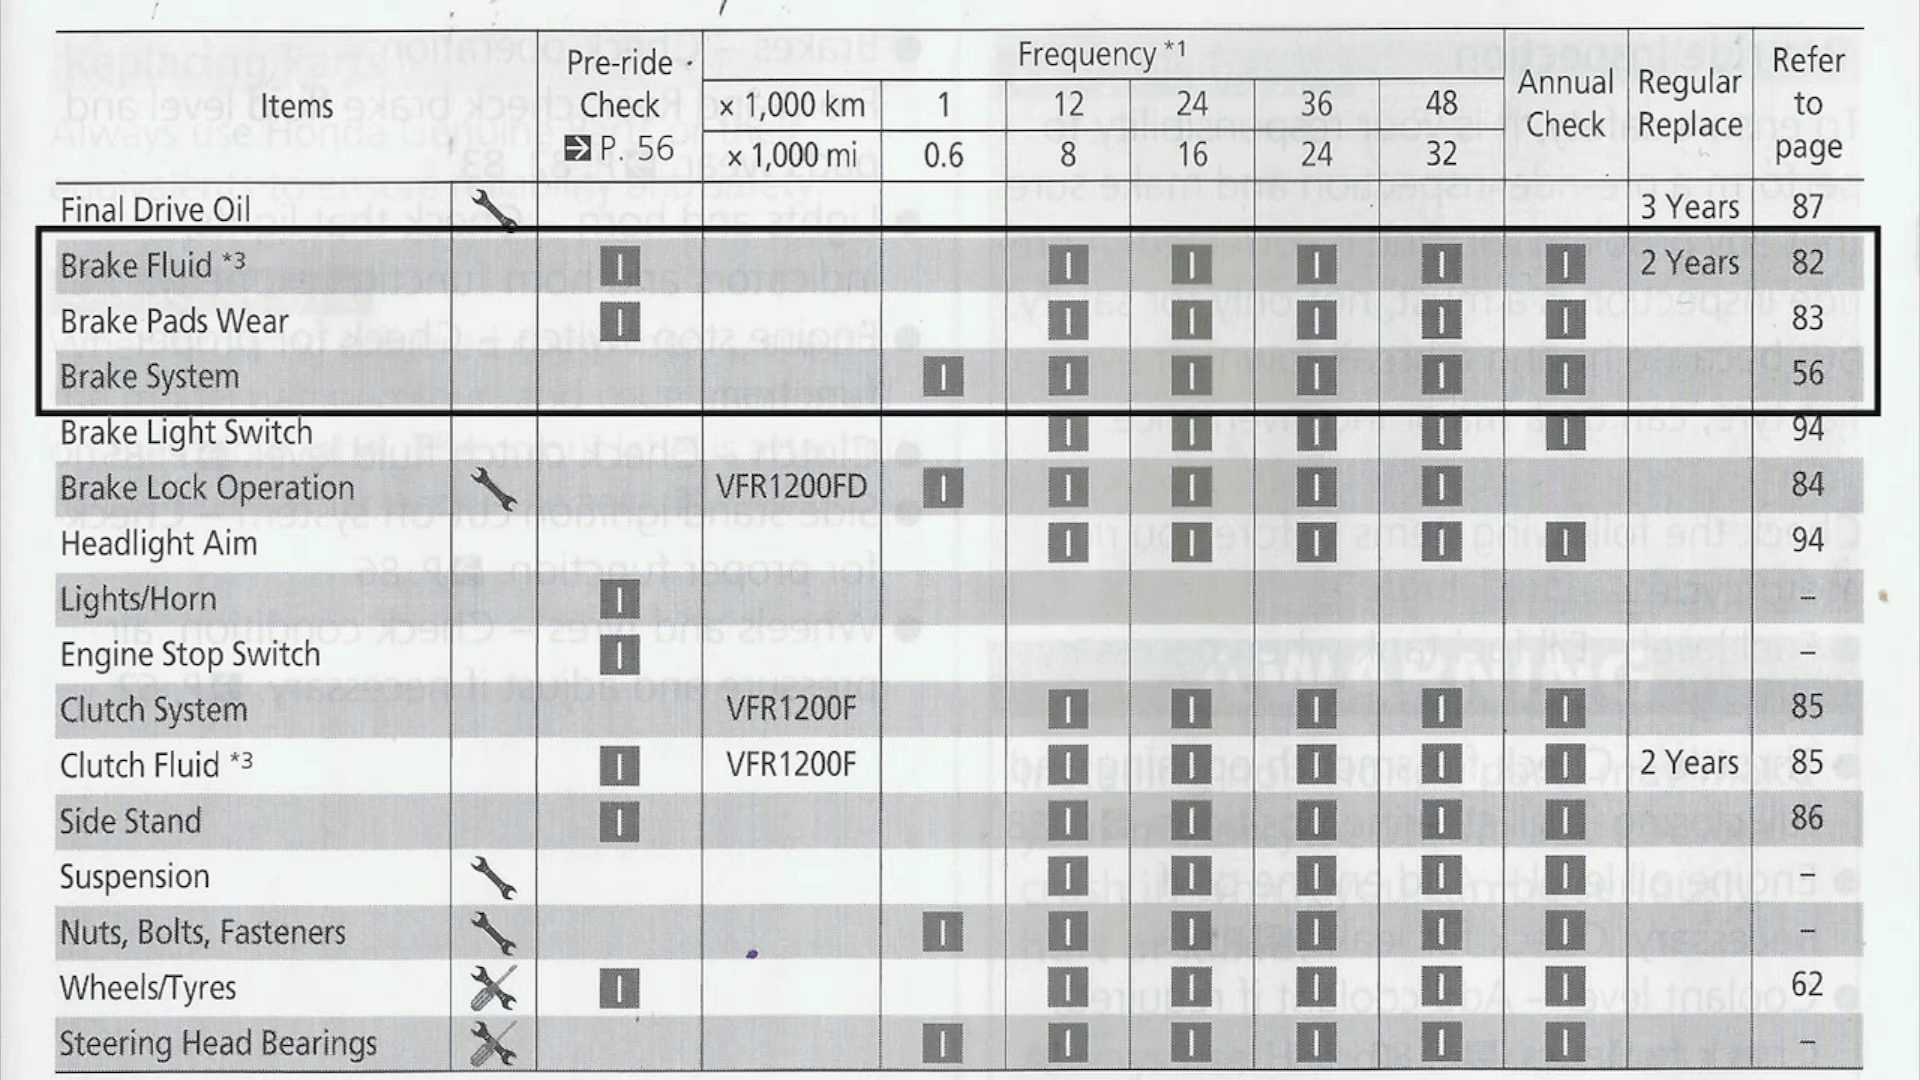 Items Pre-ride Check P. 56 Frequency *1 Annual Check Regular Replace Refer to page
× 1,000 km 1 12 24 36 48
× 1,000 mi 0.6 8 16 24 32
Final Drive Oil 3 Years 87
Brake Fluid *3 I I I I I I 2 Years 82
Brake Pads Wear I I I I I I 83
Brake System I I I I I I 56
Brake Light Switch I I I I I 94
Brake Lock Operation VFR1200FD I I I I I 84
Headlight Aim I I I I I 94
Lights/Horn I –
Engine Stop Switch I –
Clutch System VFR1200F I I I I I 85
Clutch Fluid *3 I VFR1200F I I I I I 2 Years 85
Side Stand I I I I I I 86
Suspension I I I I I –
Nuts, Bolts, Fasteners I I I I I I –
Wheels/Tyres I I I I I I 62
Steering Head Bearings I I I I I I –